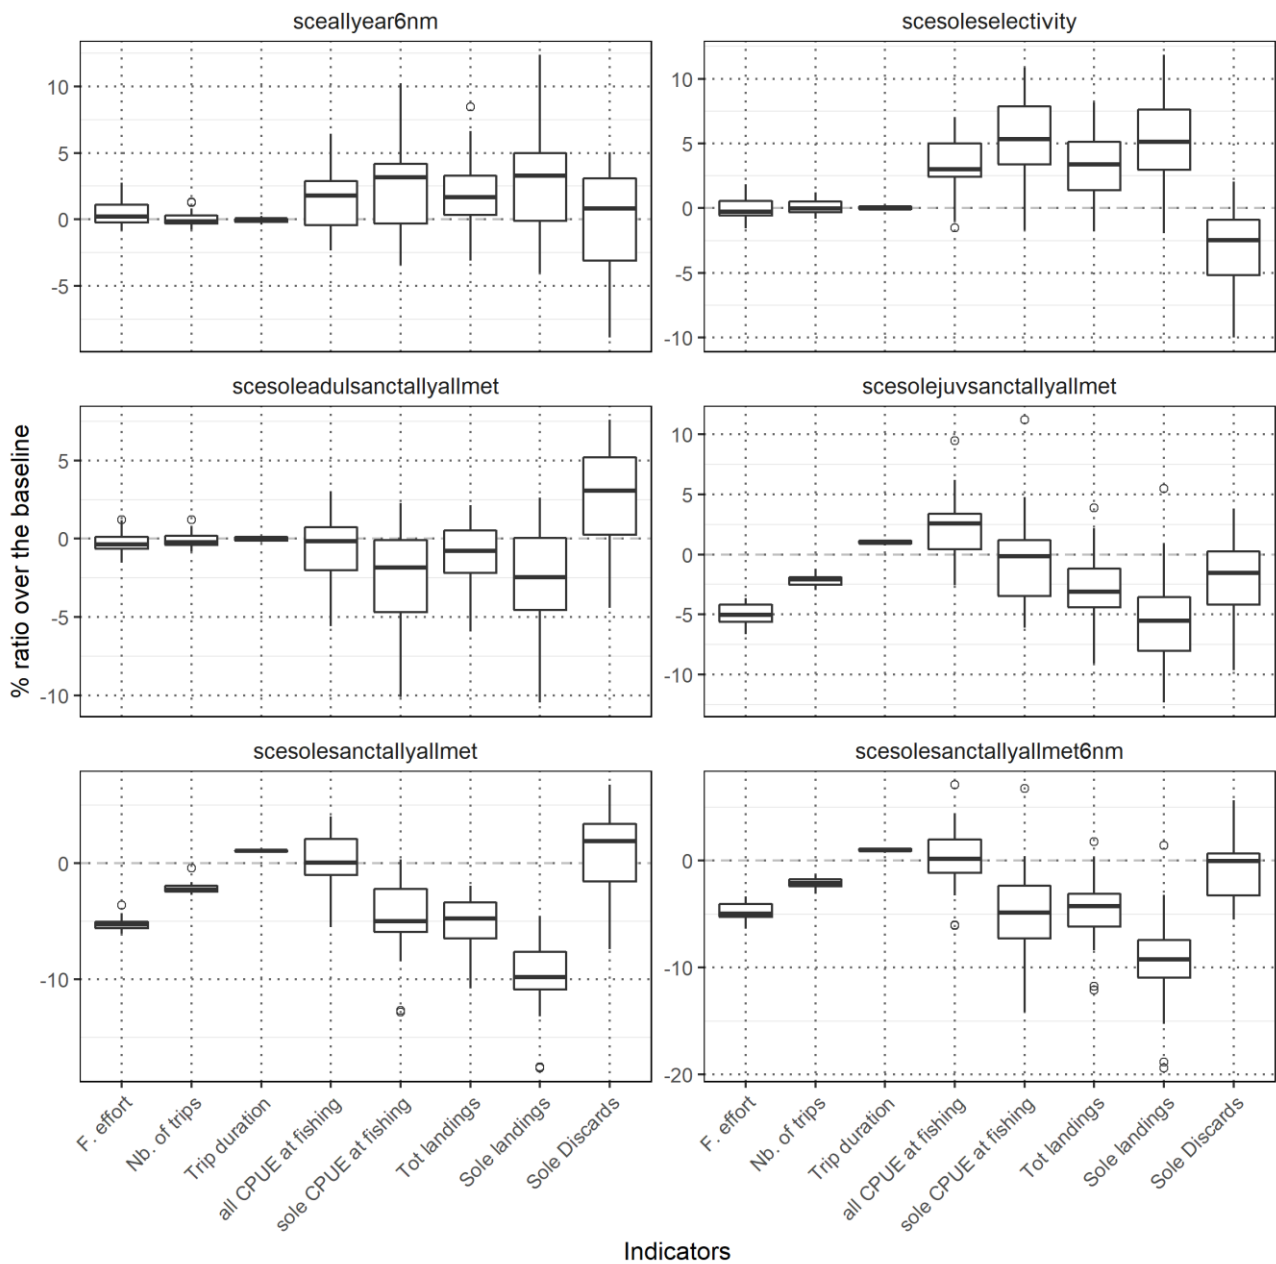 sceallyear6nm
scesoleselectivity
10
5
0
-5
10
5
0
-5
-10
scesoleadulsanctallyallmet
scesolejuvsanctallyallmet
5
0
-5
-10
10
5
0
-5
-10
% ratio over the baseline
scesolesanctallyallmet
scesolesanctallyallmet6nm
0
-10
0
-10
-20
F. effort
Nb. of trips
Trip duration
all CPUE at fishing
sole CPUE at fishing
Tot landings
Sole landings
Sole Discards
F. effort
Nb. of trips
Trip duration
all CPUE at fishing
sole CPUE at fishing
Tot landings
Sole landings
Sole Discards
Indicators